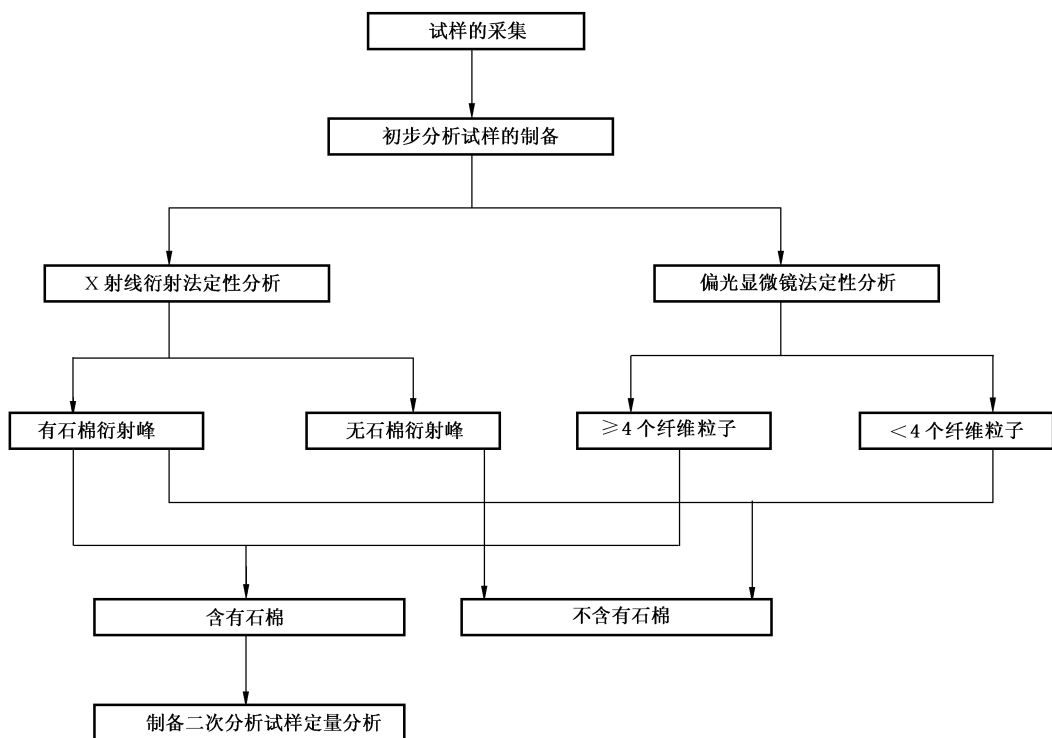 试样的采集
初步分析试样的制备
X射线衍射法定性分析
偏光显微镜法定性分析
有石棉衍射峰
无石棉衍射峰
≥4个纤维粒子
<4个纤维粒子
含有石棉
不含有石棉
制备二次分析试样定量分析